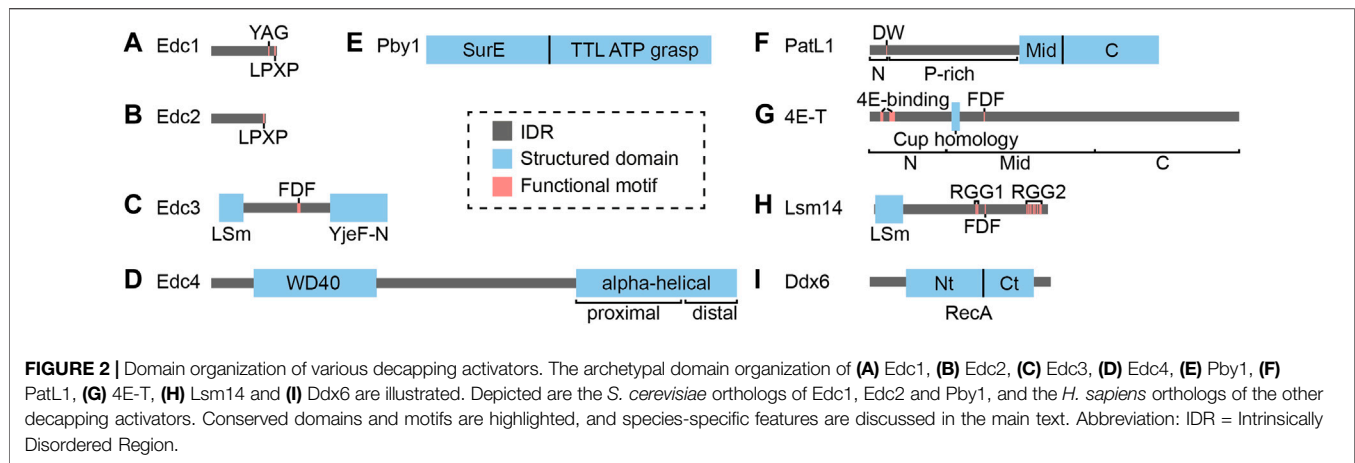 A Edc1
YAG
LPXP
B Edc2
LPXP
C Edc3
FDF
LSm
YjeF-N
D Edc4
WD40
alpha-helical
proximal distal
E Pby1
SurE
TTL ATP grasp
IDR
Structured domain
Functional motif
F PatL1
DW
Mid
C
N P-rich
G 4E-T
4E-binding
FDF
Cup homology
N Mid C
H Lsm14
RGG1 RGG2
LSm
FDF
I Ddx6
Nt
Ct
RecA
FIGURE 2 | Domain organization of various decapping activators. The archetypal domain organization of (A) Edc1, (B) Edc2, (C) Edc3, (D) Edc4, (E) Pby1, (F)
PatL1, (G) 4E-T, (H) Lsm14 and (I) Ddx6 are illustrated. Depicted are the S. cerevisiae orthologs of Edc1, Edc2 and Pby1, and the H. sapiens orthologs of the other
decapping activators. Conserved domains and motifs are highlighted, and species-specific features are discussed in the main text. Abbreviation: IDR = Intrinsically
Disordered Region.